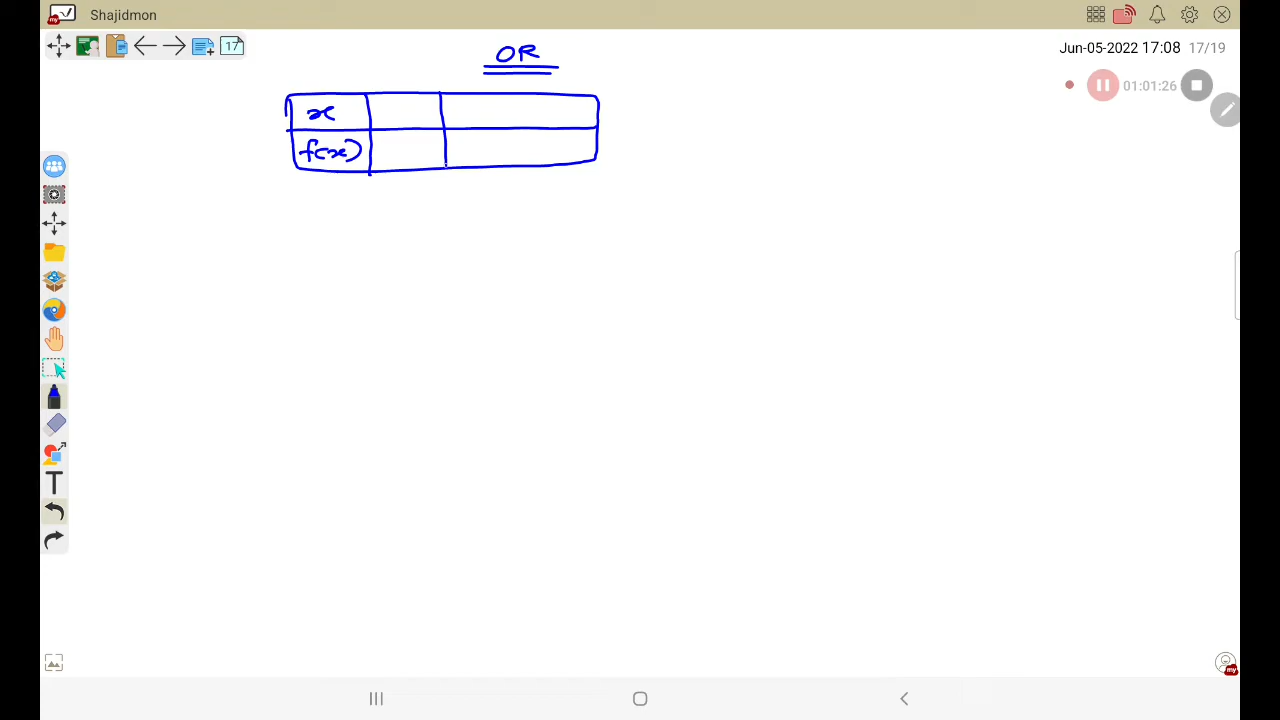 Shajidmon
17
OR
Jun-05-2022 17:08 17/19
01:01:26
x
f(x)
T